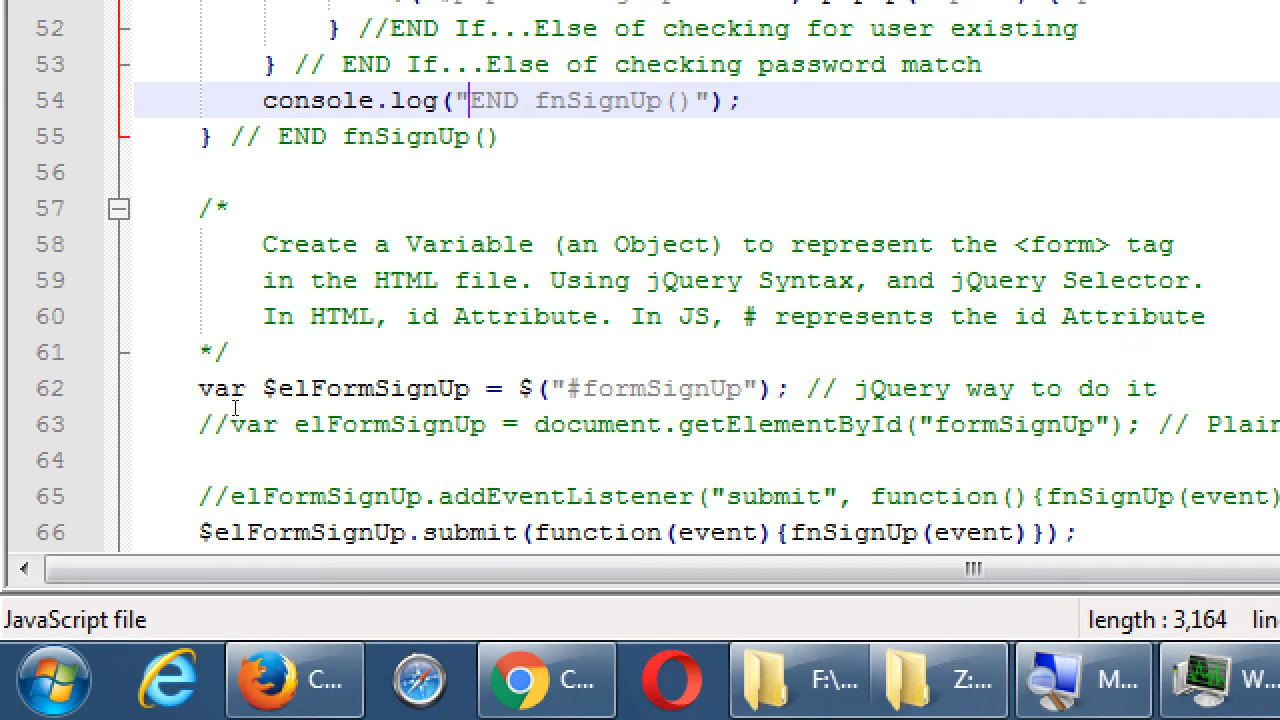 52 } //END If...Else of checking for user existing
53 } // END If...Else of checking password match
54 console.log("END fnSignUp()");
55 } // END fnSignUp()
56
57 /*
58 Create a Variable (an Object) to represent the <form> tag
59 in the HTML file. Using jQuery Syntax, and jQuery Selector.
60 In HTML, id Attribute. In JS, # represents the id Attribute
61 */
62 var $elFormSignUp = $("#formSignUp"); // jQuery way to do it
63 //var elFormSignUp = document.getElementById("formSignUp"); // Plain
64
65 //elFormSignUp.addEventListener("submit", function(){fnSignUp(event)
66 $elFormSignUp.submit(function(event){fnSignUp(event)});
JavaScript file length : 3,164 lin
C... C... F:\... Z:... M... W...